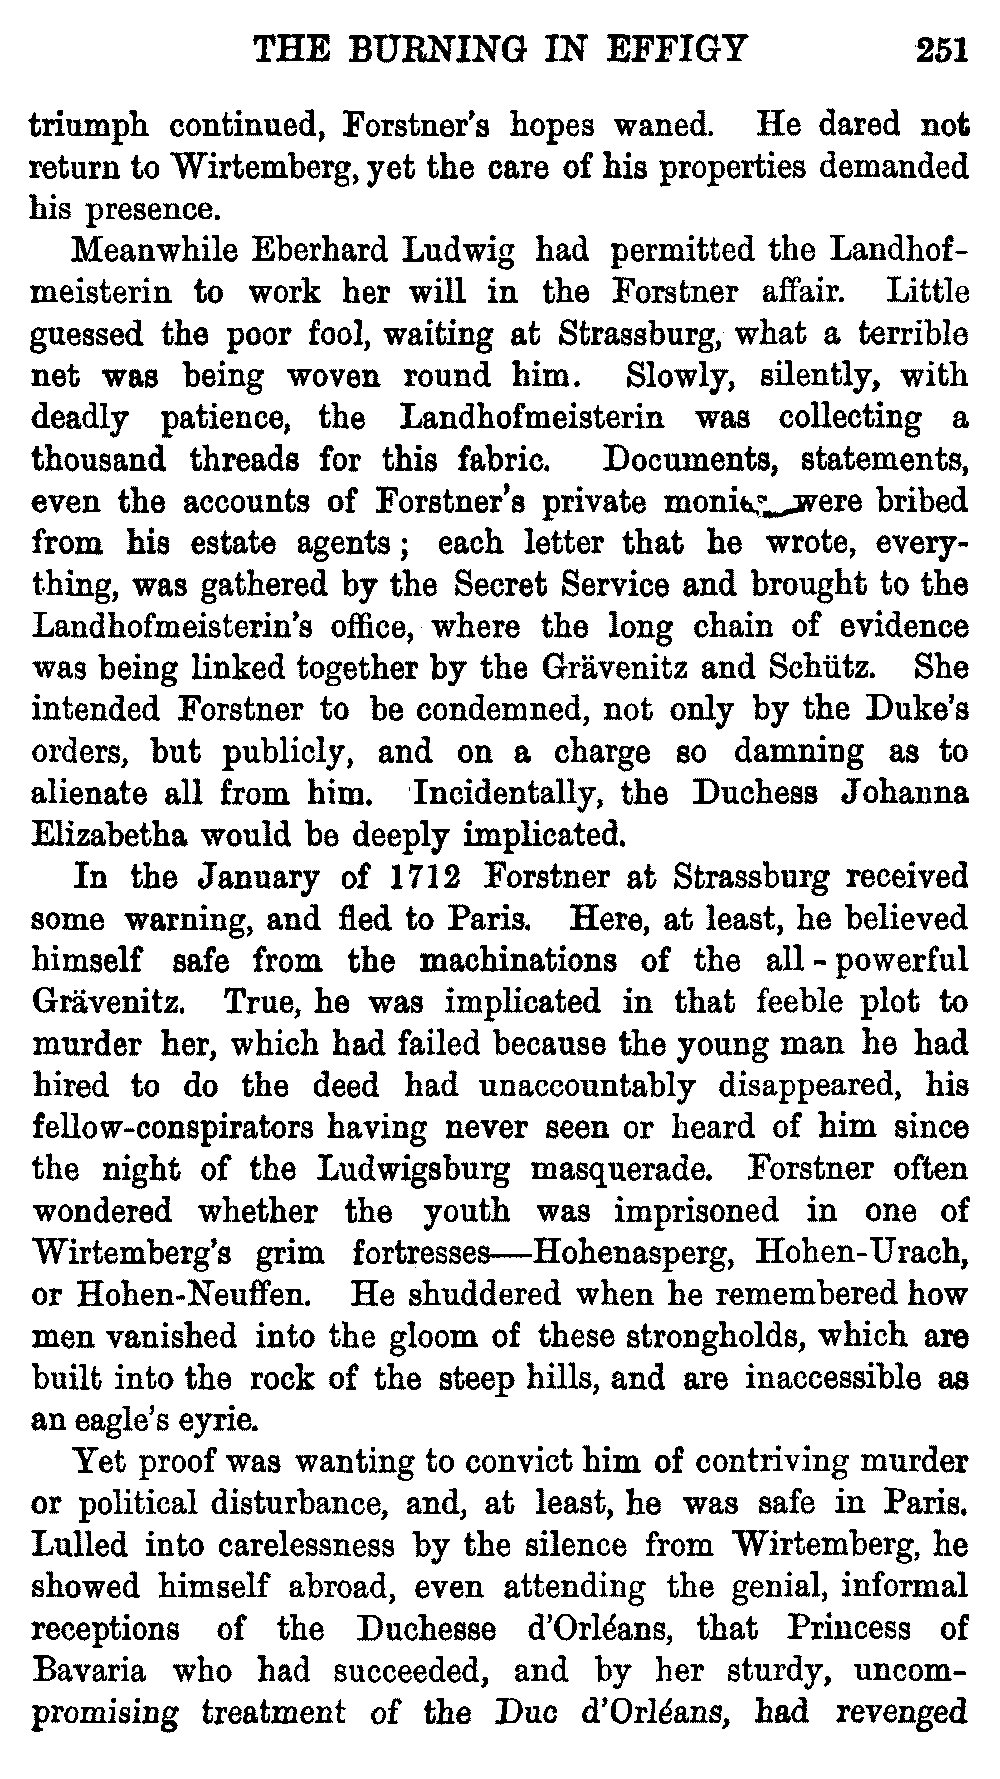 THE BURNING IN EFFIGY 251
triumph continued, Forstner's hopes waned. He dared not
return to Wirtemberg, yet the care of his properties demanded
his presence.
Meanwhile Eberhard Ludwig had permitted the Landhof-
meisterin to work her will in the Forstner affair. Little
guessed the poor fool, waiting at Strassburg, what a terrible
net was being woven round him. Slowly, silently, with
deadly patience, the Landhofmeisterin was collecting a
thousand threads for this fabric. Documents, statements,
even the accounts of Forstner's private were bribed
from his estate agents; each letter that he wrote, every-
thing, was gathered by the Secret Service and brought to the
Landhofmeisterin's office, where the long chain of evidence
was being linked together by the Grävenitz and Schütz. She
intended Forstner to be condemned, not only by the Duke's
orders, but publicly, and on a charge so damning as to
alienate all from him. Incidentally, the Duchess Johanna
Elizabetha would be deeply implicated.
In the January of 1712 Forstner at Strassburg received
some warning, and fled to Paris. Here, at least, he believed
himself safe from the machinations of the all-powerful
Grävenitz. True, he was implicated in that feeble plot to
murder her, which had failed because the young man he had
hired to do the deed had unaccountably disappeared, his
fellow-conspirators having never seen or heard of him since
the night of the Ludwigsburg masquerade. Forstner often
wondered whether the youth was imprisoned in one of
Wirtemberg's grim fortresses—Hohenasperg, Hohen-Urach,
or Hohen-Neuffen. He shuddered when he remembered how
men vanished into the gloom of these strongholds, which are
built into the rock of the steep hills, and are inaccessible as
an eagle's eyrie.
Yet proof was wanting to convict him of contriving murder
or political disturbance, and, at least, he was safe in Paris.
Lulled into carelessness by the silence from Wirtemberg, he
showed himself abroad, even attending the genial, informal
receptions of the Duchesse d'Orléans, that Princess of
Bavaria who had succeeded, and by her sturdy, uncom-
promising treatment of the Duc d'Orléans, had revenged